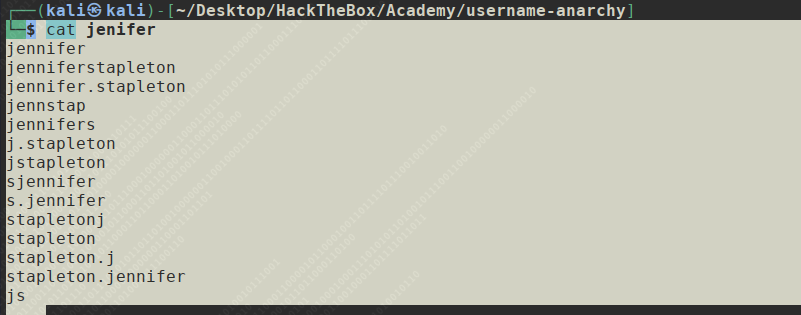 ┌──(kali㉿kali)-[~/Desktop/HackTheBox/Academy/username-anarchy]
└─$ cat jenifer
jennifer
jenniferstapleton
jennifer.stapleton
jennstap
jennifers
j.stapleton
jstapleton
sjennifer
s.jennifer
stapletonj
stapleton
stapleton.j
stapleton.jennifer
js